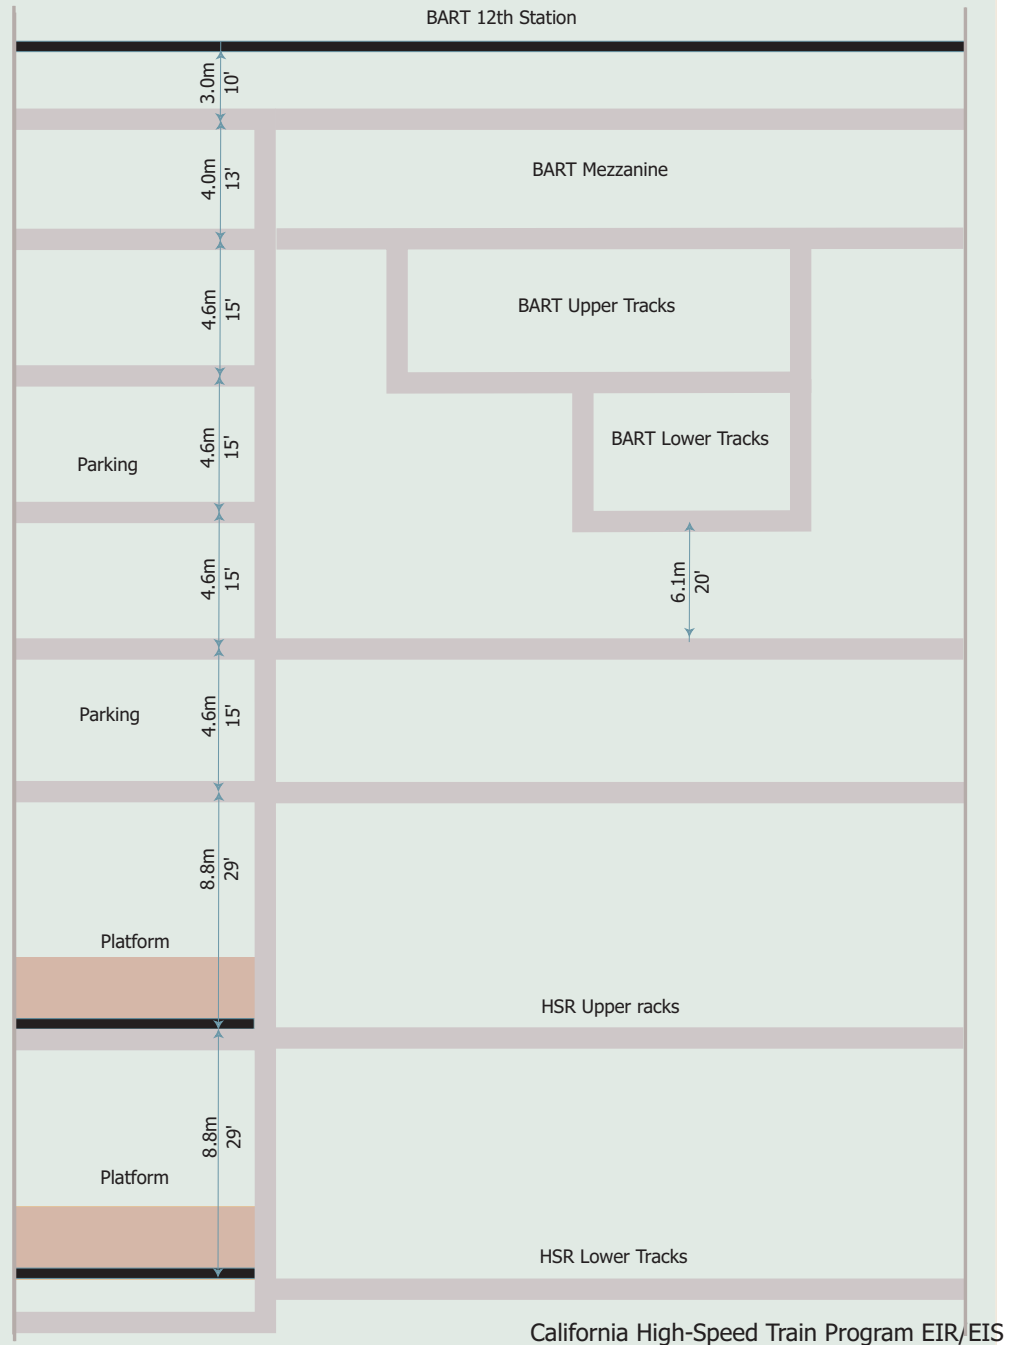 BART 12th Station
3.0m
10'
4.0m
13'
BART Mezzanine
4.6m
15'
BART Upper Tracks
4.6m
15'
BART Lower Tracks
Parking
4.6m
15'
6.1m
20'
4.6m
15'
Parking
8.8m
29'
Platform
HSR Upper racks
8.8m
29'
Platform
HSR Lower Tracks
California High-Speed Train Program EIR/EIS